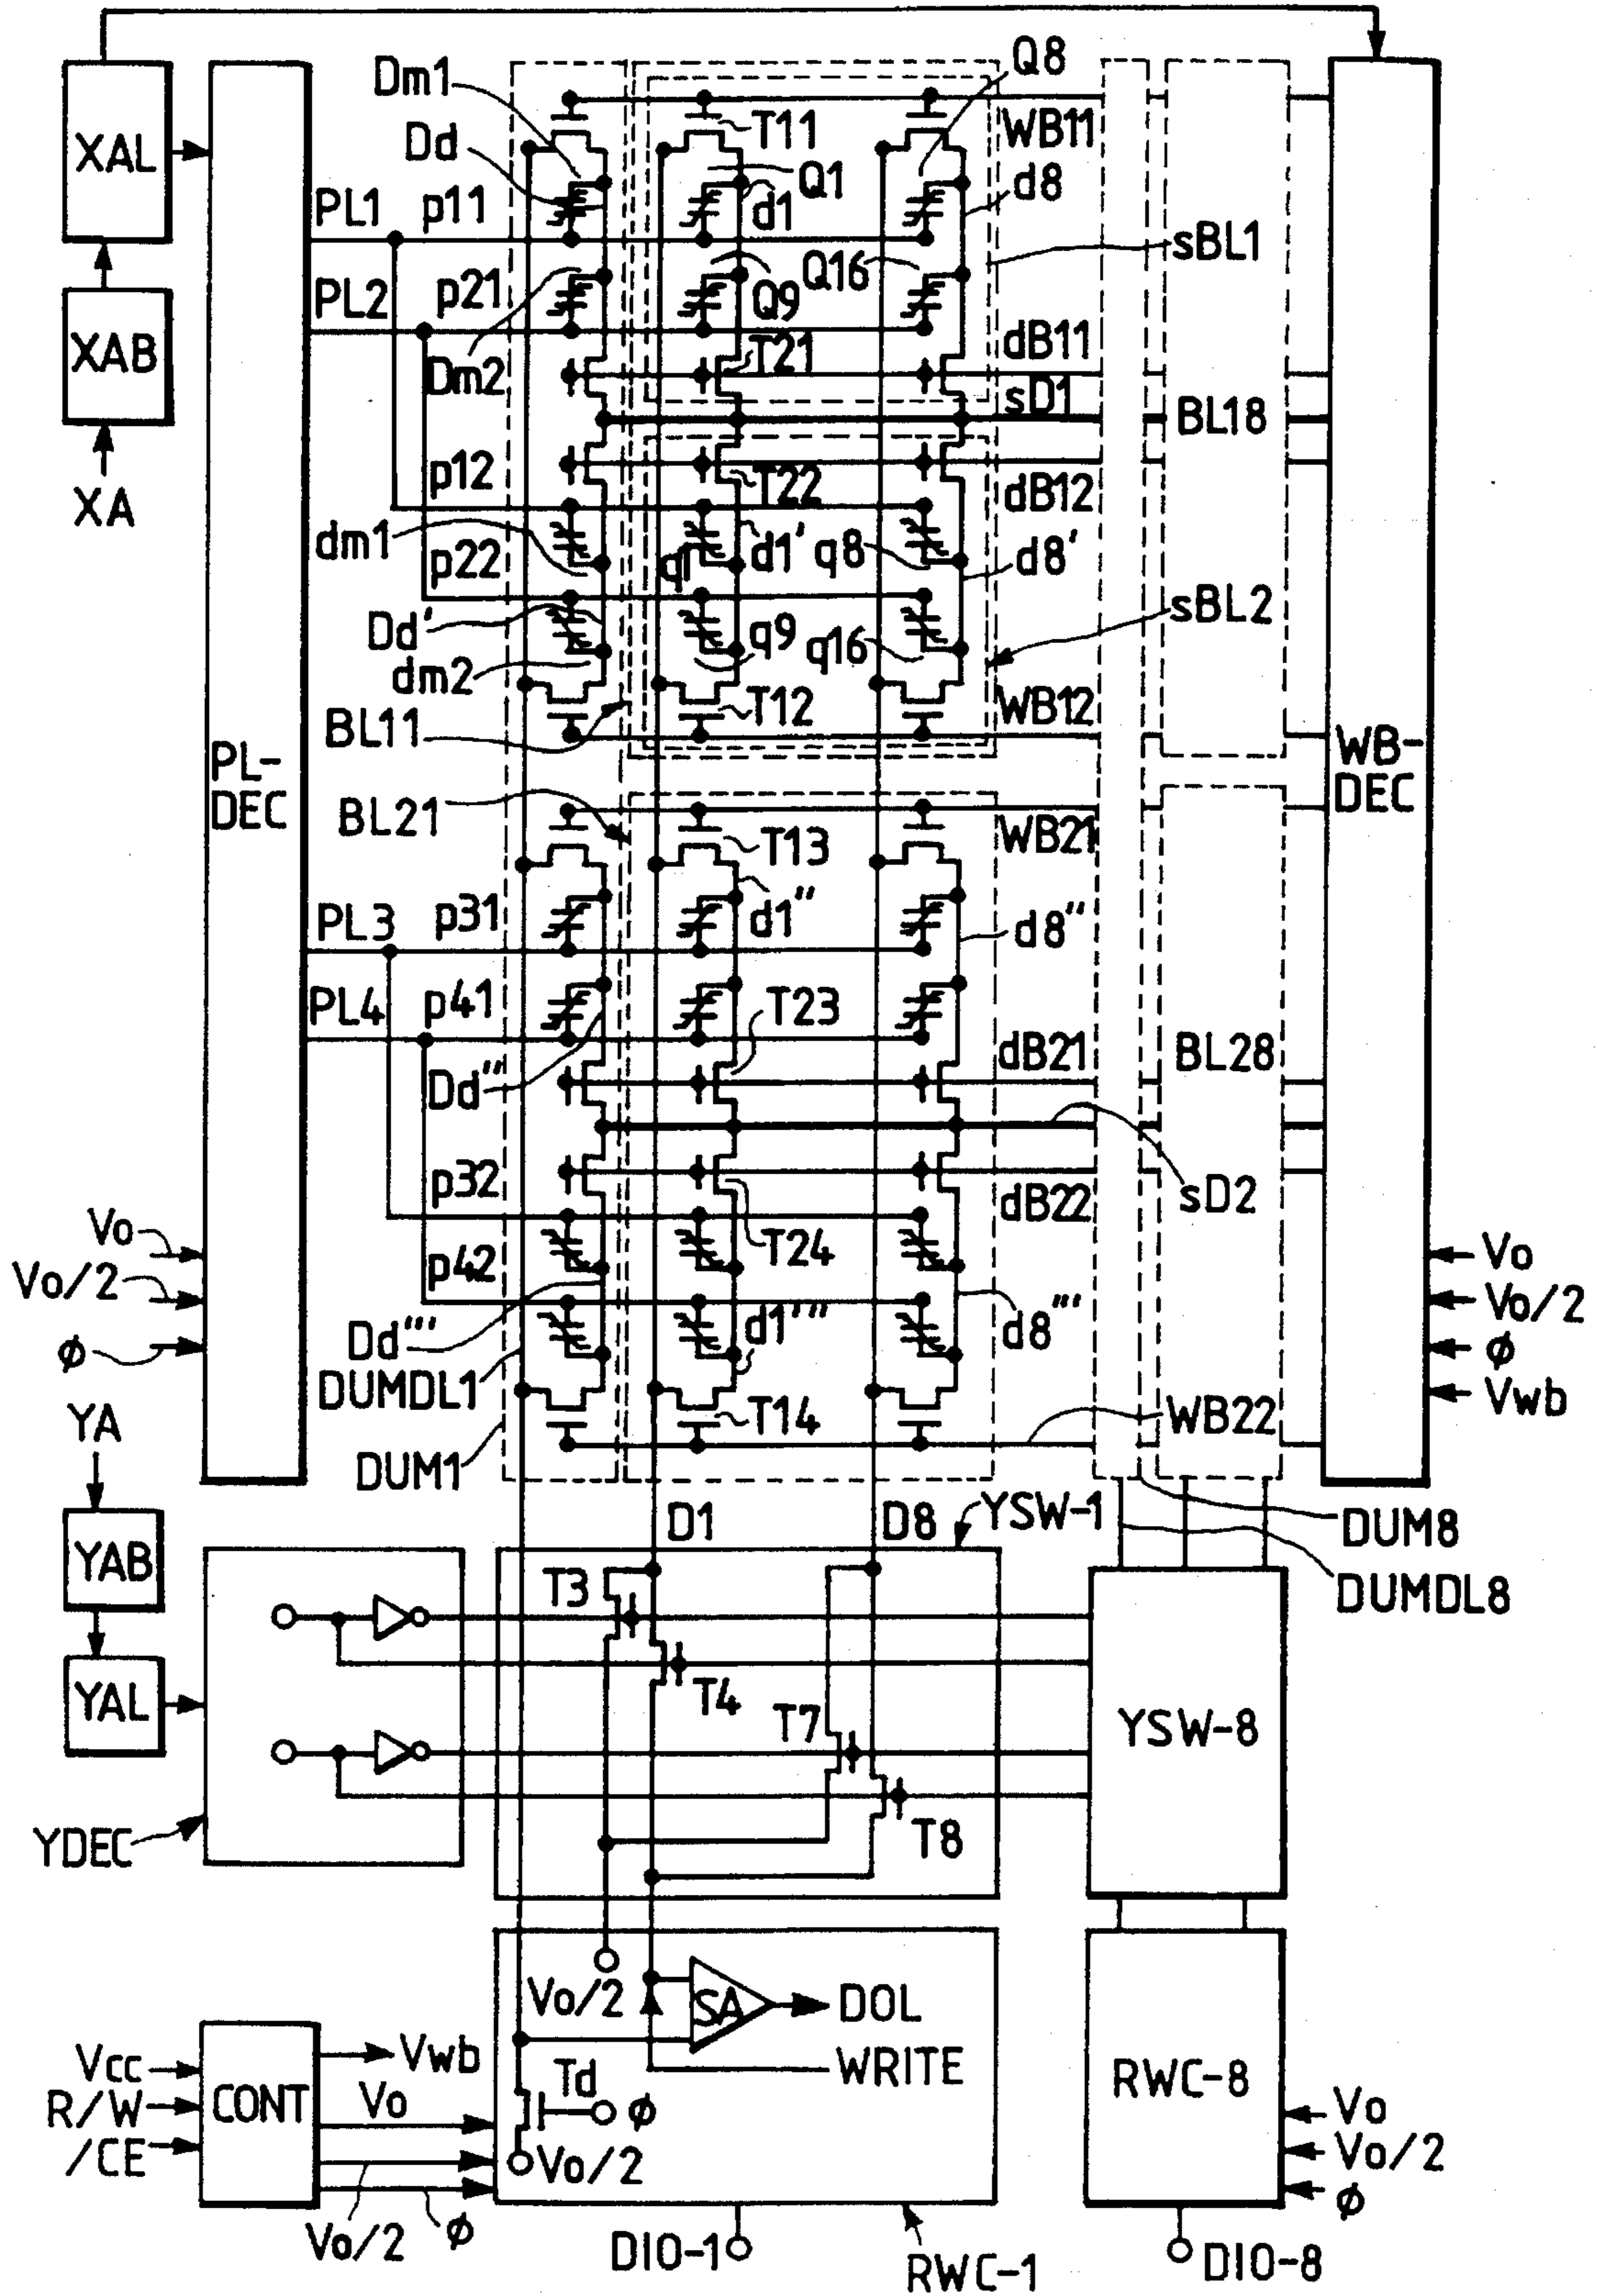 Q8
Dm1
XAL
Dd
T11
WB11
Q1
d8
PL1
p11
d1
sBL1
PL2
p21
Q16
Q9
XAB
dB11
Dm2
T21
sD1
BL18
p12
T22
dB12
XA
dm1
p22
q1
d1'
q8
d8'
sBL2
Dd'
q9
q16
dm2
T12
WB12
BL11
PL-
DEC
WB-
DEC
BL21
T13
WB21
PL3
p31
d1''
d8''
PL4
p41
T23
dB21
BL28
Dd''
p32
sD2
dB22
Vo
T24
p42
Vo
Vo/2
Vo/2
Dd'''
d1'''
d8'''
ϕ
ϕ
DUMDL1
Vwb
YA
T14
WB22
DUM1
D1
D8
YSW-1
DUM8
YAB
T3
DUMDL8
YAL
T4
T7
YSW-8
YDEC
T8
Vo/2
SA
DOL
Vcc
Vwb
WRITE
R/W
CONT
Vo
Td
ϕ
RWC-8
Vo
/CE
Vo/2
Vo/2
ϕ
Vo/2
ϕ
DIO-1
RWC-1
DIO-8